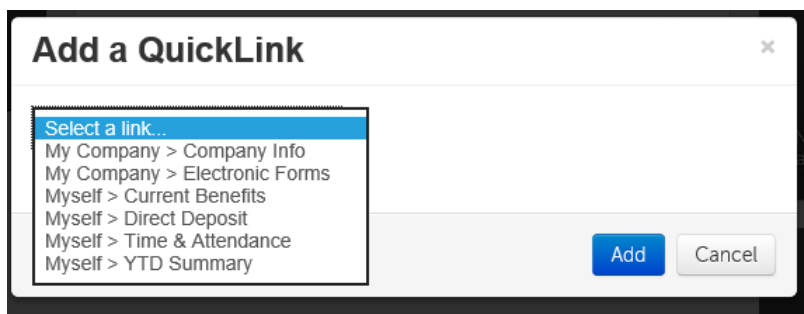 Add a QuickLink
×
Select a link...
My Company > Company Info
My Company > Electronic Forms
Myself > Current Benefits
Myself > Direct Deposit
Myself > Time & Attendance
Myself > YTD Summary
Add Cancel